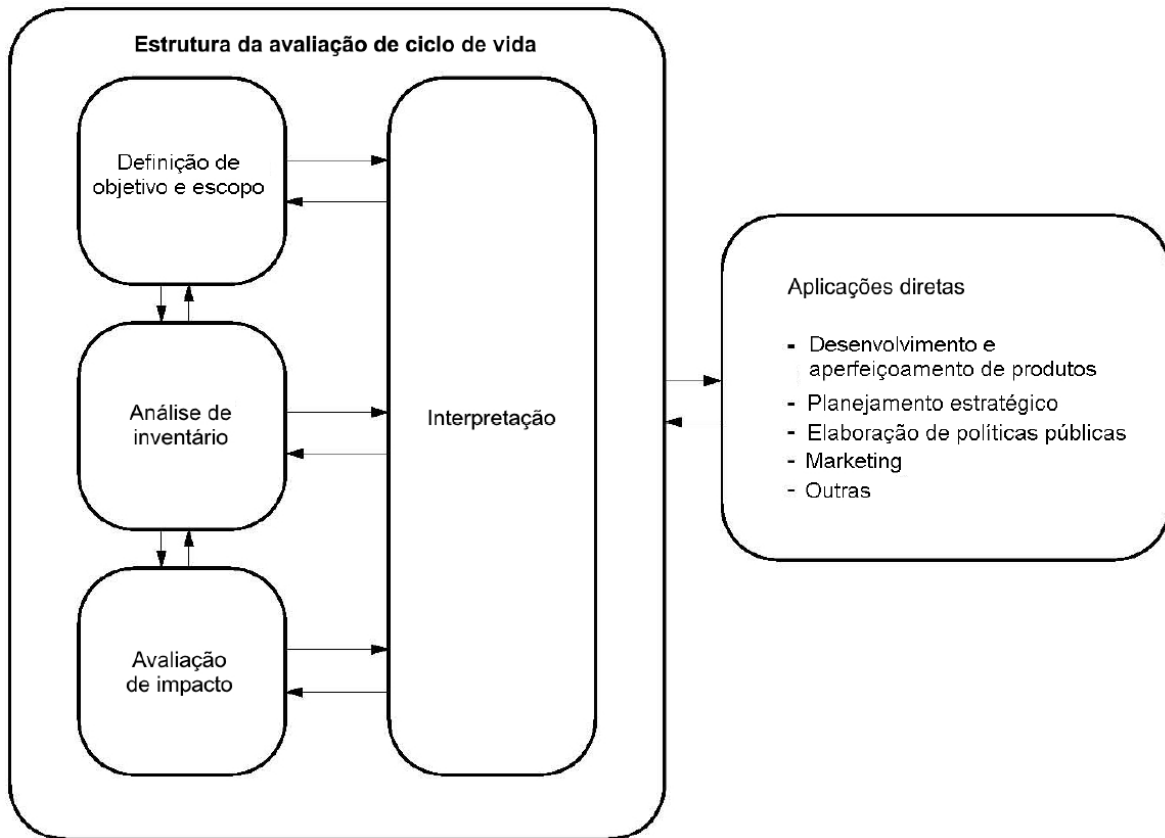 Estrutura da avaliação de ciclo de vida
Definição de
objetivo e escopo
Análise de
inventário
Avaliação
de impacto
Interpretação
Aplicações diretas
- Desenvolvimento e
aperfeiçoamento de produtos
- Planejamento estratégico
- Elaboração de políticas públicas
- Marketing
- Outras